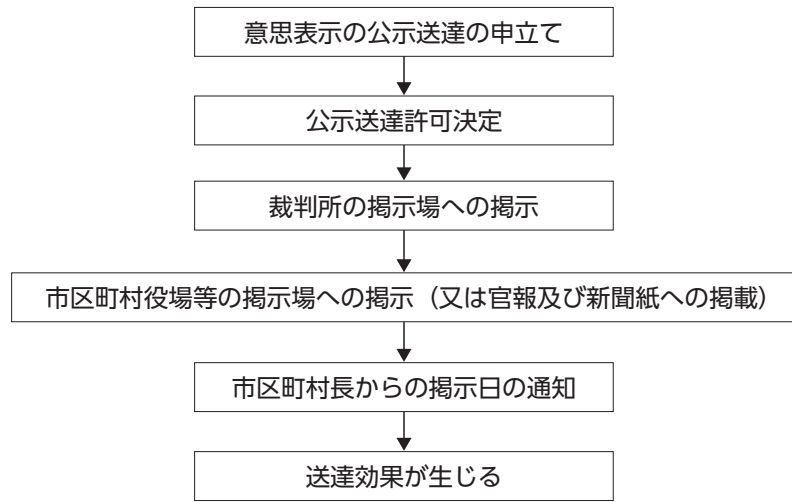 意思表示の公示送達の申立て
公示送達許可決定
裁判所の掲示場への掲示
市区町村役場等の掲示場への掲示（又は官報及び新聞紙への掲載）
市区町村長からの掲示日の通知
送達効果が生じる